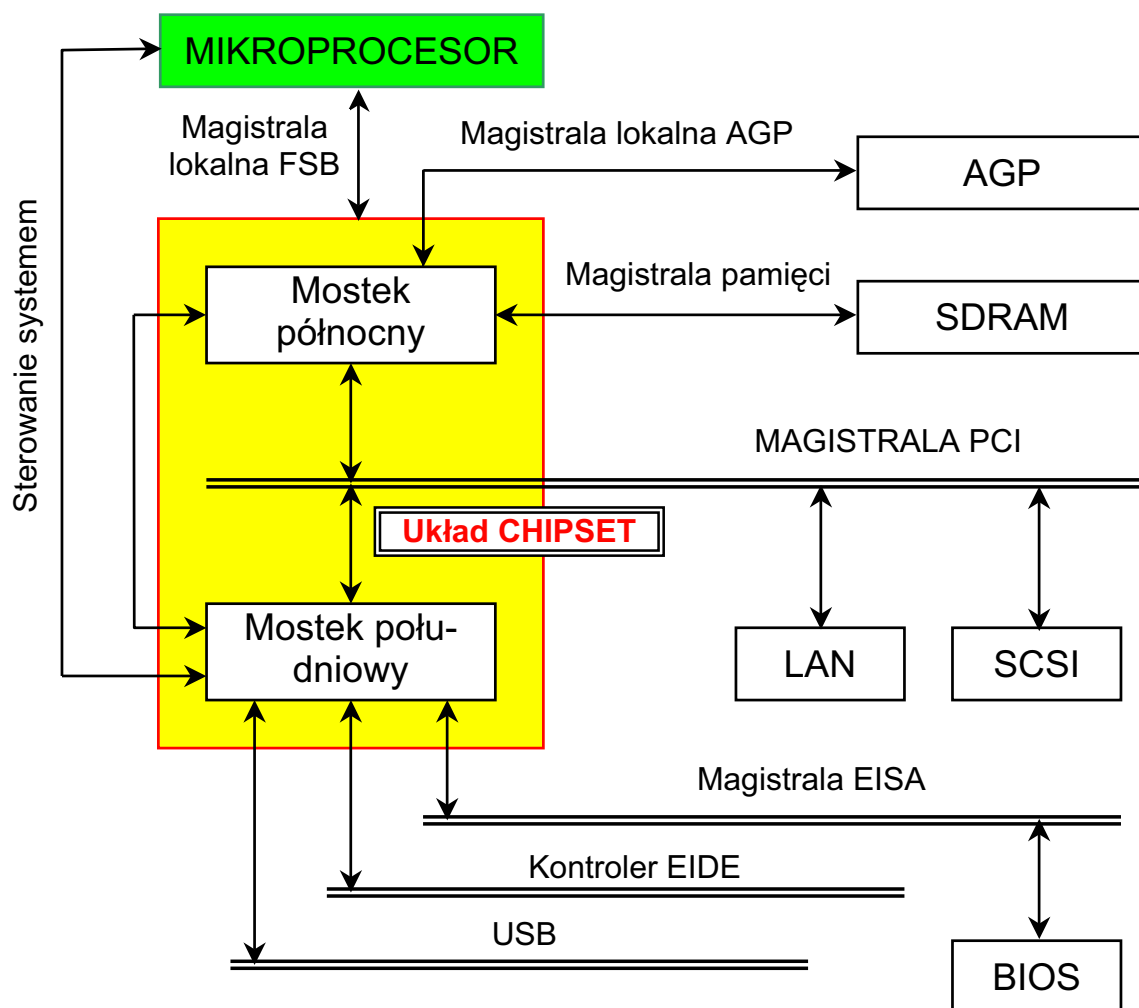 MIKROPROCESOR
Magistrala
lokalna FSB
Magistrala lokalna AGP
AGP
Sterowanie systemem
Mostek
północny
Magistrala pamięci
SDRAM
MAGISTRALA PCI
Układ CHIPSET
Mostek połu-
dniowy
LAN
SCSI
Magistrala EISA
Kontroler EIDE
USB
BIOS